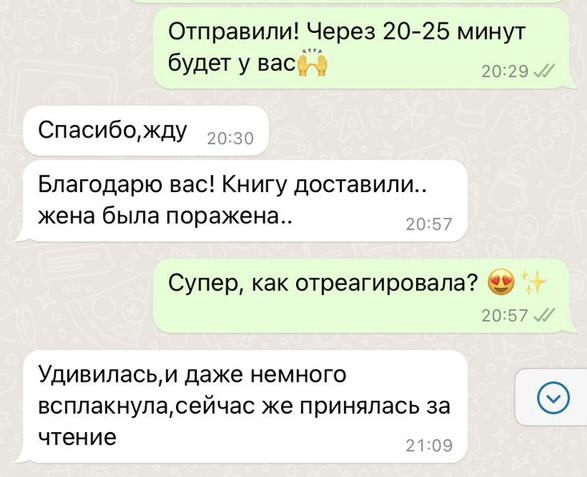 Отправили! Через 20-25 минут
будет у вас🙌
20:29
Спасибо,жду
20:30
Благодарю вас! Книгу доставили..
жена была поражена..
20:57
Супер, как отреагировала? 😍✨
20:57
Удивилась,и даже немного
всплакнула,сейчас же принялась за
чтение
21:09